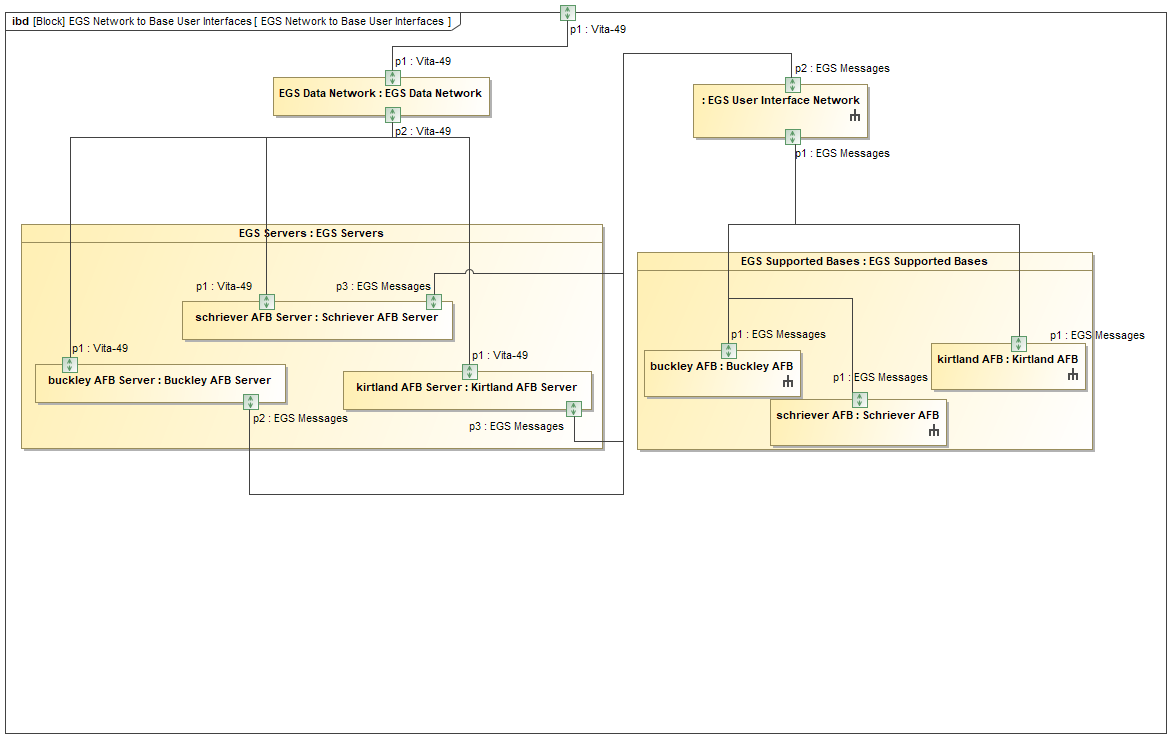 ibd [Block] EGS Network to Base User Interfaces [ EGS Network to Base User Interfaces ]
p1 : Vita-49
p1 : Vita-49
EGS Data Network : EGS Data Network
p2 : Vita-49
p2 : EGS Messages
: EGS User Interface Network
p1 : EGS Messages
EGS Servers : EGS Servers
p1 : Vita-49
p3 : EGS Messages
schriever AFB Server : Schriever AFB Server
p1 : Vita-49
buckley AFB Server : Buckley AFB Server
p2 : EGS Messages
p1 : Vita-49
kirtland AFB Server : Kirtland AFB Server
p3 : EGS Messages
EGS Supported Bases : EGS Supported Bases
p1 : EGS Messages
buckley AFB : Buckley AFB
p1 : EGS Messages
schriever AFB : Schriever AFB
p1 : EGS Messages
kirtland AFB : Kirtland AFB